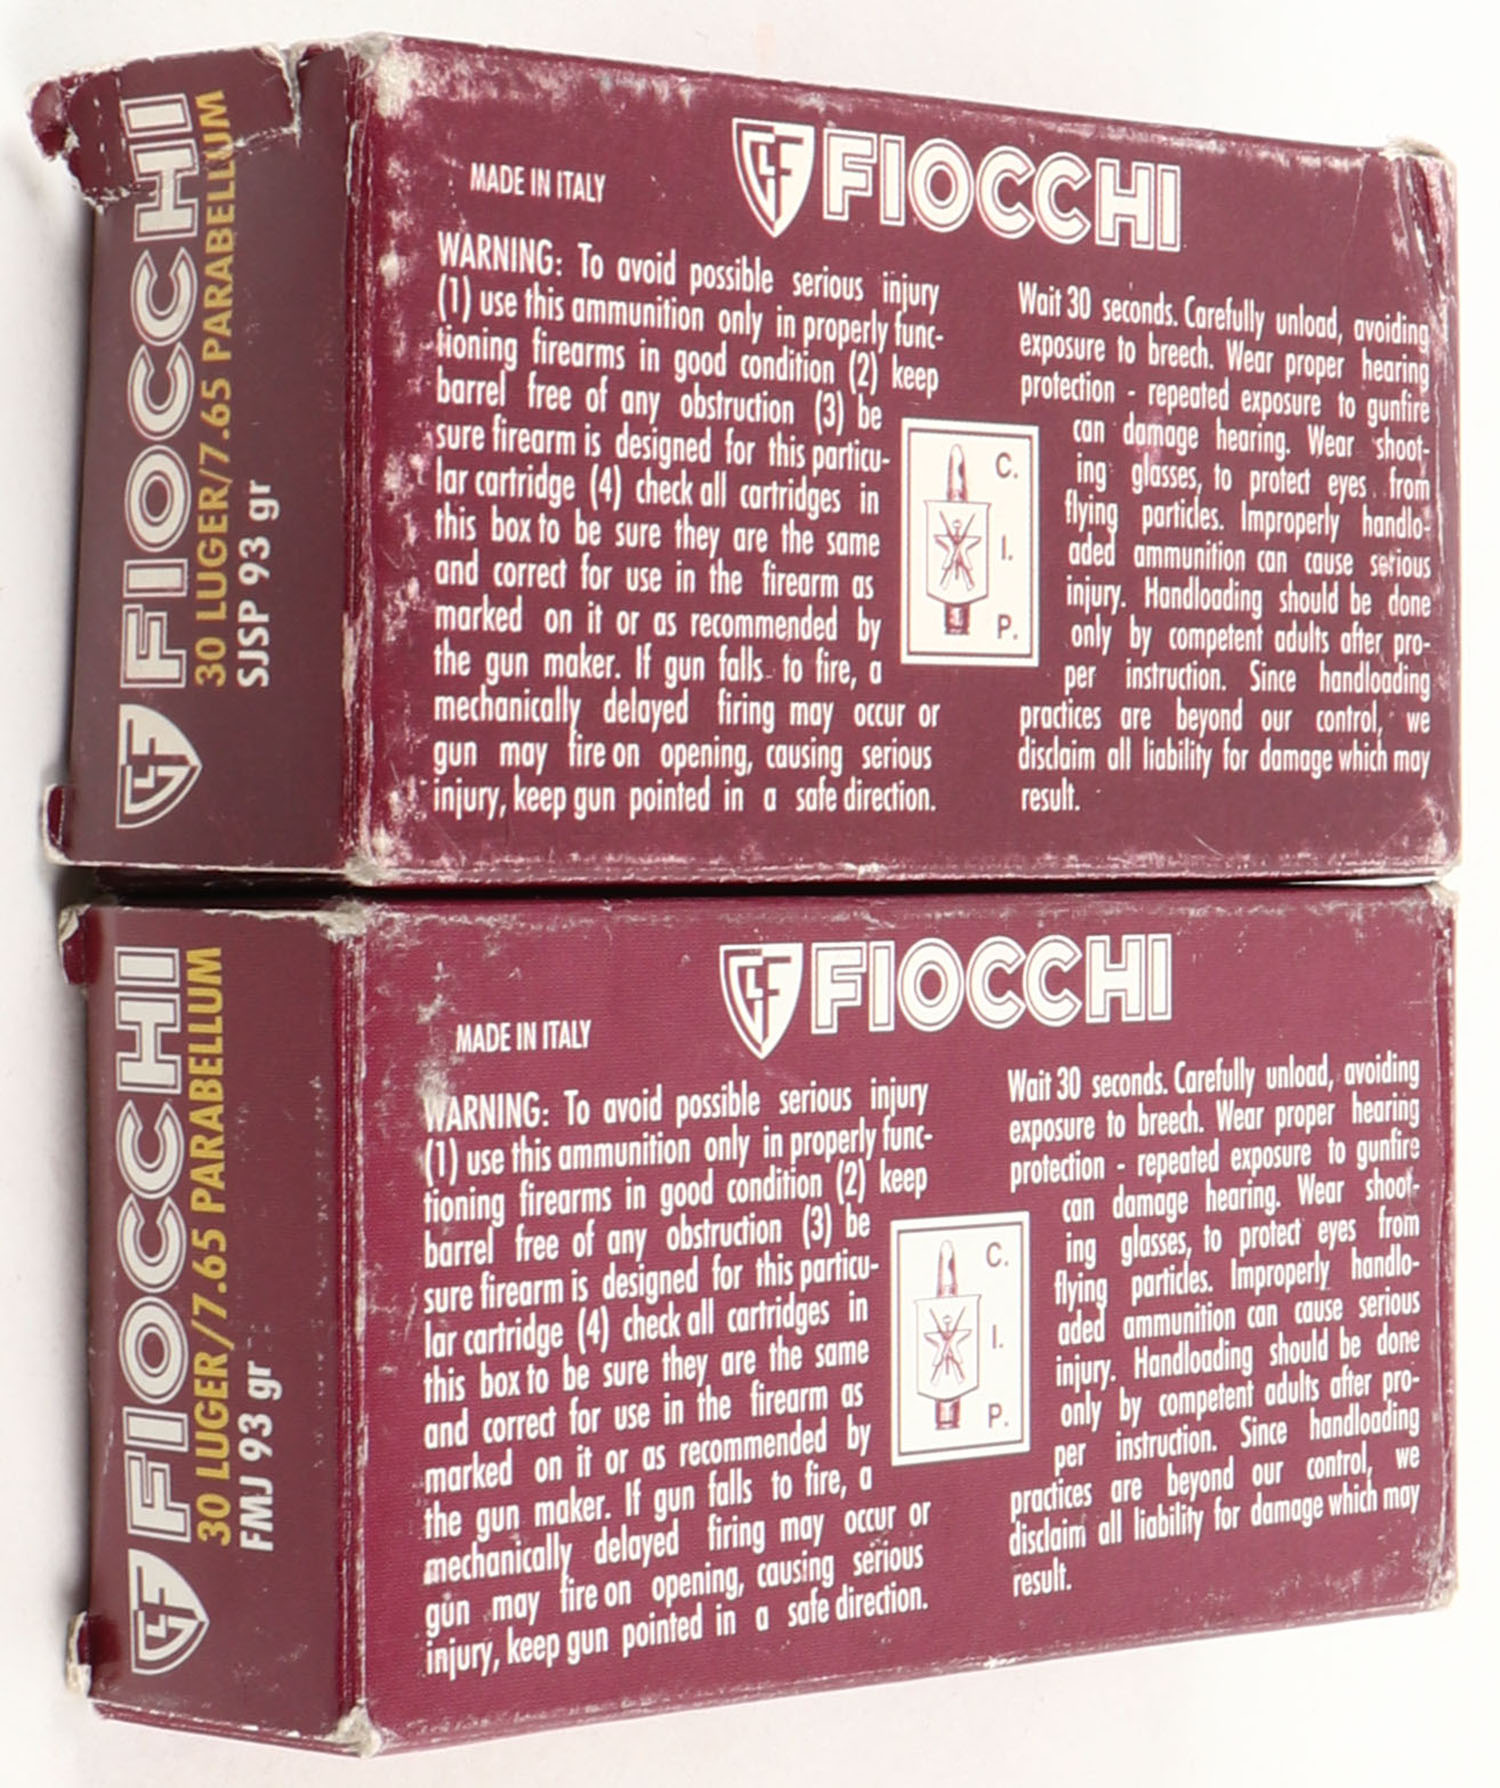 FIOCCHI
30 LUGER/7.65 PARABELLUM
SJSP 93 gr
FIOCCHI
MADE IN ITALY
WARNING: To avoid possible serious injury
(1) use this ammunition only in properly func-
tioning firearms in good condition (2) keep
barrel free of any obstruction (3) be
sure firearm is designed for this particu-
lar cartridge (4) check all cartridges in
this box to be sure they are the same
and correct for use in the firearm as
marked on it or as recommended by
the gun maker. If gun falls to fire, a
mechanically delayed firing may occur or
gun may fire on opening, causing serious
injury, keep gun pointed in a safe direction.
C.
I.
P.
Wait 30 seconds. Carefully unload, avoiding
exposure to breech. Wear proper hearing
protection - repeated exposure to gunfire
can damage hearing. Wear shoot-
ing glasses, to protect eyes from
flying particles. Improperly handlo-
aded ammunition can cause serious
injury. Handloading should be done
only by competent adults after pro-
per instruction. Since handloading
practices are beyond our control, we
disclaim all liability for damage which may
result.
FIOCCHI
30 LUGER/7.65 PARABELLUM
FMJ 93 gr
FIOCCHI
MADE IN ITALY
WARNING: To avoid possible serious injury
(1) use this ammunition only in properly func-
tioning firearms in good condition (2) keep
barrel free of any obstruction (3) be
sure firearm is designed for this particu-
lar cartridge (4) check all cartridges in
this box to be sure they are the same
and correct for use in the firearm as
marked on it or as recommended by
the gun maker. If gun falls to fire, a
mechanically delayed firing may occur or
gun may fire on opening, causing serious
injury, keep gun pointed in a safe direction.
C.
I.
P.
Wait 30 seconds. Carefully unload, avoiding
exposure to breech. Wear proper hearing
protection - repeated exposure to gunfire
can damage hearing. Wear shoot-
ing glasses, to protect eyes from
flying particles. Improperly handlo-
aded ammunition can cause serious
injury. Handloading should be done
only by competent adults after pro-
per instruction. Since handloading
practices are beyond our control, we
disclaim all liability for damage which may
result.